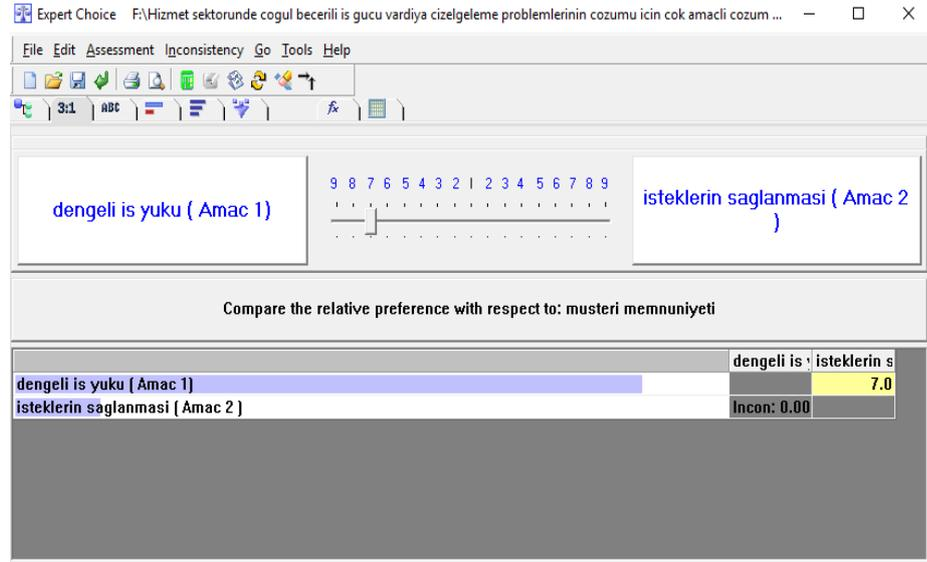 Expert Choice F:\Hizmet sektorunde cogul becerili is gucu vardiya cizelgeleme problemlerinin cozumu icin cok amacli cozum ...
File Edit Assessment Inconsistency Go Tools Help
3:1 ABC fx
9 8 7 6 5 4 3 2 | 2 3 4 5 6 7 8 9
dengeli is yuku ( Amac 1)
isteklerin saglanmasi ( Amac 2
)
Compare the relative preference with respect to: musteri memnuniyeti
dengeli is isteklerin s
dengeli is yuku ( Amac 1) 7.0
isteklerin saglanmasi ( Amac 2 ) Incon: 0.00